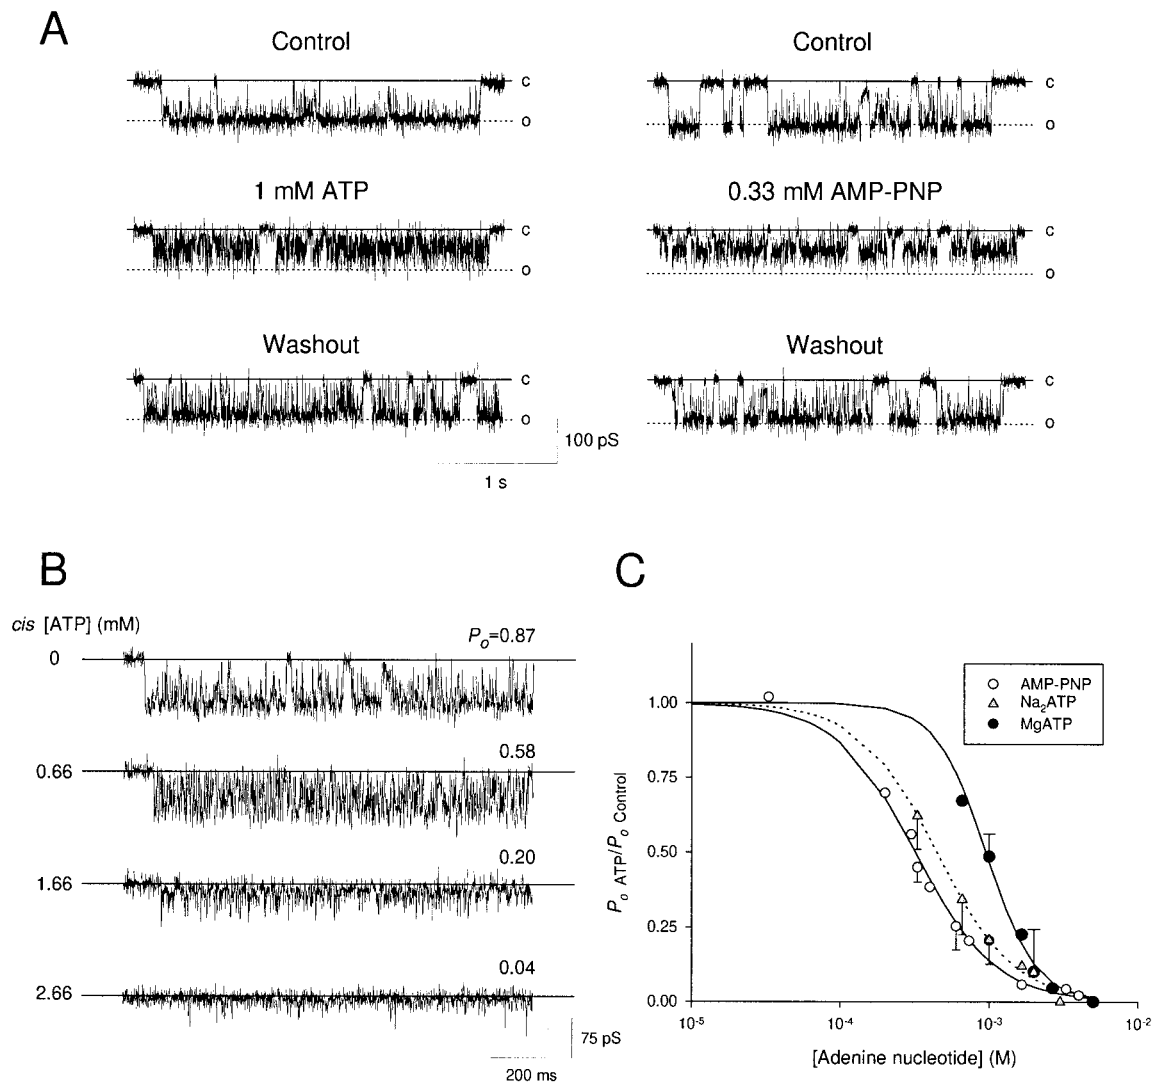 A
Control
c
o
1 mM ATP
c
o
Washout
c
o
100 pS
1 s
Control
c
o
0.33 mM AMP-PNP
c
o
Washout
c
o
B
cis [ATP] (mM)
Po=0.87
0
0.58
0.66
0.20
1.66
0.04
2.66
75 pS
200 ms
C
AMP-PNP
Na2ATP
MgATP
1.00
0.75
0.50
0.25
0.00
Po ATP/Po Control
10-5
10-4
10-3
10-2
[Adenine nucleotide] (M)